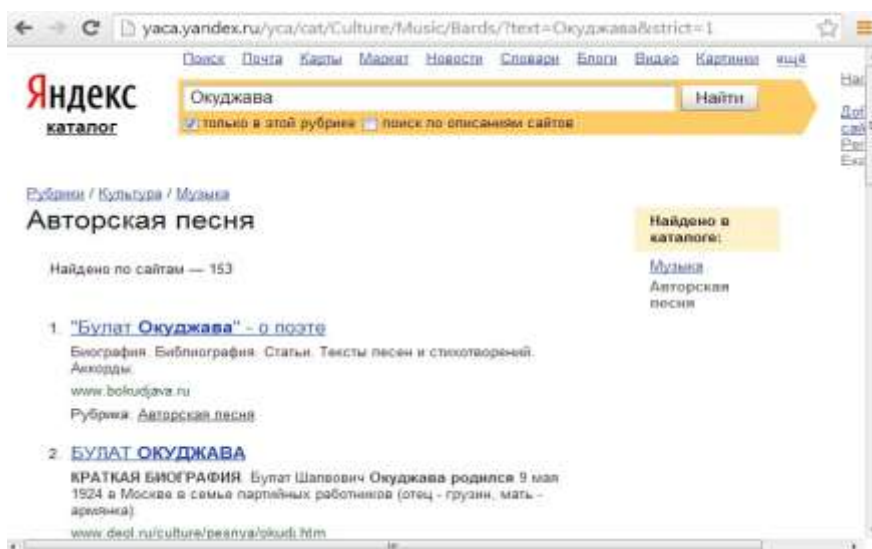 yaca.yandex.ru/yca/cat/Culture/Music/Bards/?text=Окуджава&strict=1
Поиск Почта Карты Маркет Новости Словари Блоги Видео Картинки ещё
Яндекс
каталог
Окуджава
Найти
только в этой рубрике поиск по описаниям сайтов
Рубрики / Культура / Музыка
Авторская песня
Найдено по сайтам — 153
Найдено в
каталоге:
Музыка
Авторская
песня
1. "Булат Окуджава" - о поэте
Биография. Библиография. Статьи. Тексты песен и стихотворений.
Аккорды.
www.bokudjava.ru
Рубрика: Авторская песня
2. БУЛАТ ОКУДЖАВА
КРАТКАЯ БИОГРАФИЯ. Булат Шалвович Окуджава родился 9 мая
1924 в Москве в семье партийных работников (отец - грузин, мать -
армянка)
www.deol.ru/culture/pesnya/okudj.htm